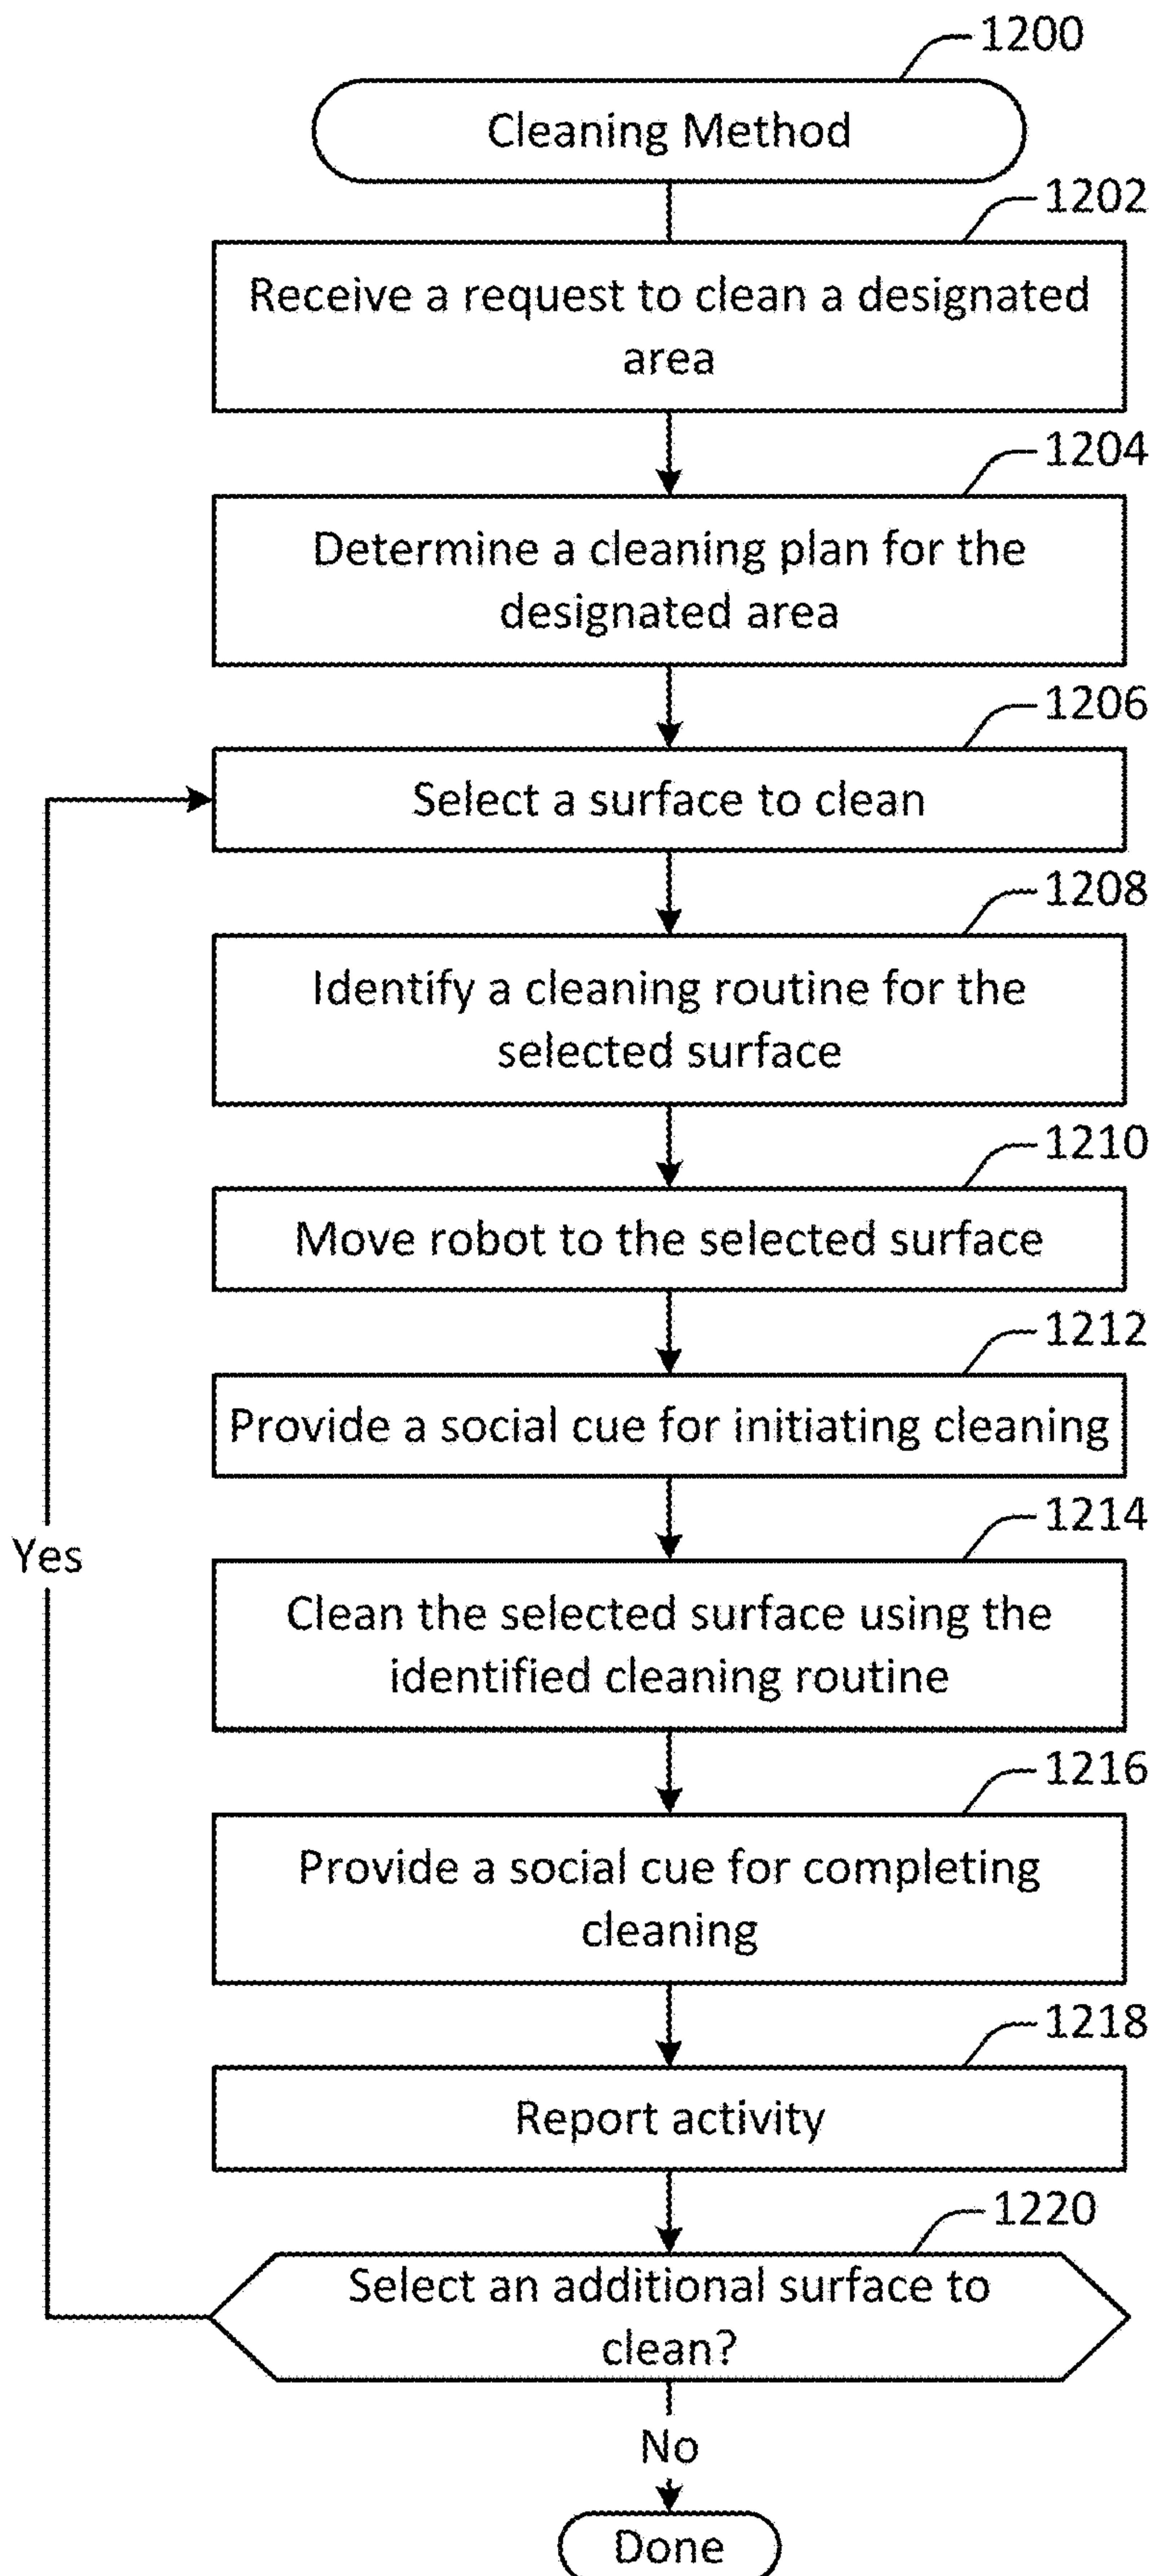 1200
Cleaning Method
1202
Receive a request to clean a designated
area
1204
Determine a cleaning plan for the
designated area
1206
Select a surface to clean
1208
Identify a cleaning routine for the
selected surface
1210
Move robot to the selected surface
1212
Provide a social cue for initiating cleaning
1214
Yes
Clean the selected surface using the
identified cleaning routine
1216
Provide a social cue for completing
cleaning
1218
Report activity
1220
Select an additional surface to
clean?
No
Done